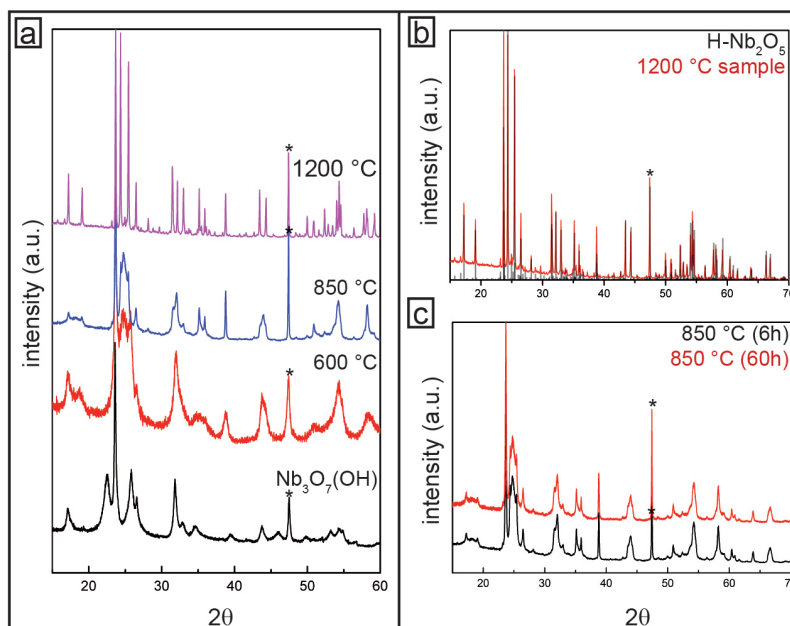 a
*
1200 °C
*
850 °C
600 °C
*
Nb₃O₇(OH)
*
intensity (a.u.)
20 30 40 50 60
2θ
b
H-Nb₂O₅
1200 °C sample
*
intensity (a.u.)
20 30 40 50 60 70
c
850 °C (6h)
850 °C (60h)
*
*
intensity (a.u.)
20 30 40 50 60 70
2θ